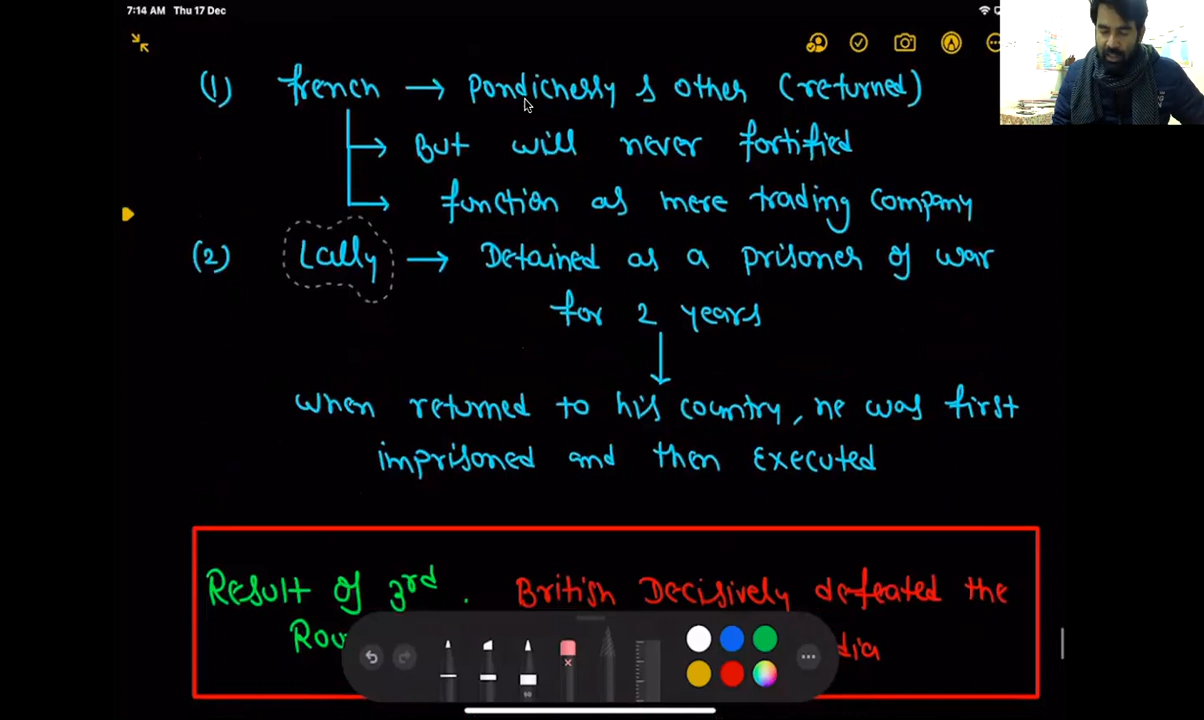 7:14 AM Thu 17 Dec
(1) French → Pondicherry & other (returned)
→ But will never fortified
→ function as mere trading company
(2) Lally → Detained as a prisoner of war
for 2 years
when returned to his country, he was first
imprisoned and then executed
Result of 3rd. British Decisively defeated the